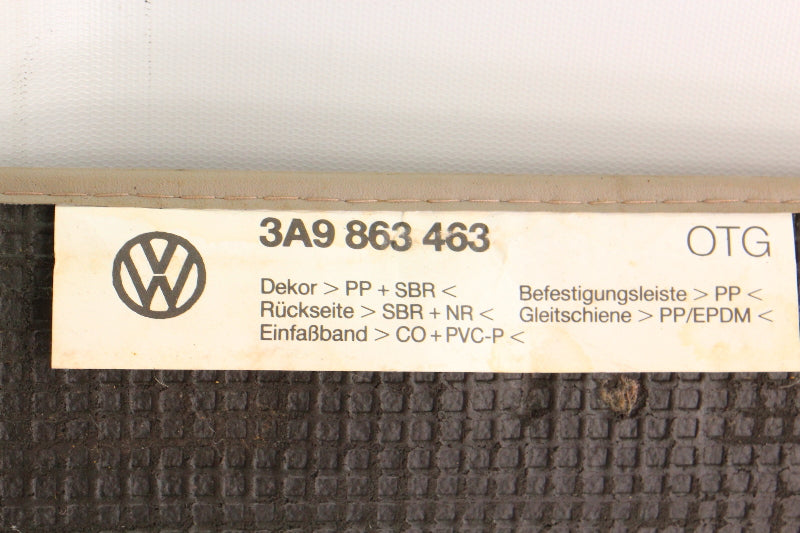 3A9 863 463 OTG
Dekor > PP + SBR <
Rückseite > SBR + NR <
Einfaßband > CO + PVC-P <
Befestigungsleiste > PP <
Gleitschiene > PP/EPDM <